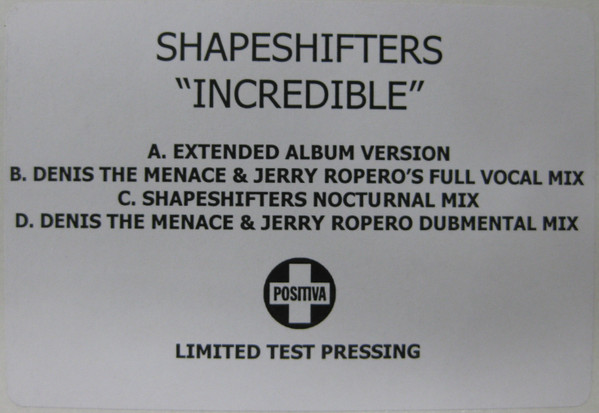 SHAPESHIFTERS
“INCREDIBLE”
A. EXTENDED ALBUM VERSION
B. DENIS THE MENACE & JERRY ROPERO’S FULL VOCAL MIX
C. SHAPESHIFTERS NOCTURNAL MIX
D. DENIS THE MENACE & JERRY ROPERO DUBMENTAL MIX
POSITIVA
LIMITED TEST PRESSING